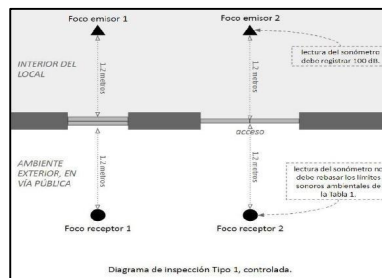 Foco emisor 1
Foco emisor 2
lectura del sonómetro
debo registrar 100 dB.
INTERIOR DEL
LOCAL
1.2 metros
1.2 metros
acceso
AMBIENTE
EXTERIOR, EN
VÍA PÚBLICA
1.2 metros
1.2 metros
lectura del sonómetro no
debe rebasar los límites
sonoros ambientales de
la Tabla 1.
Foco receptor 1
Foco receptor 2
Diagrama de inspección Tipo 1, controlada.